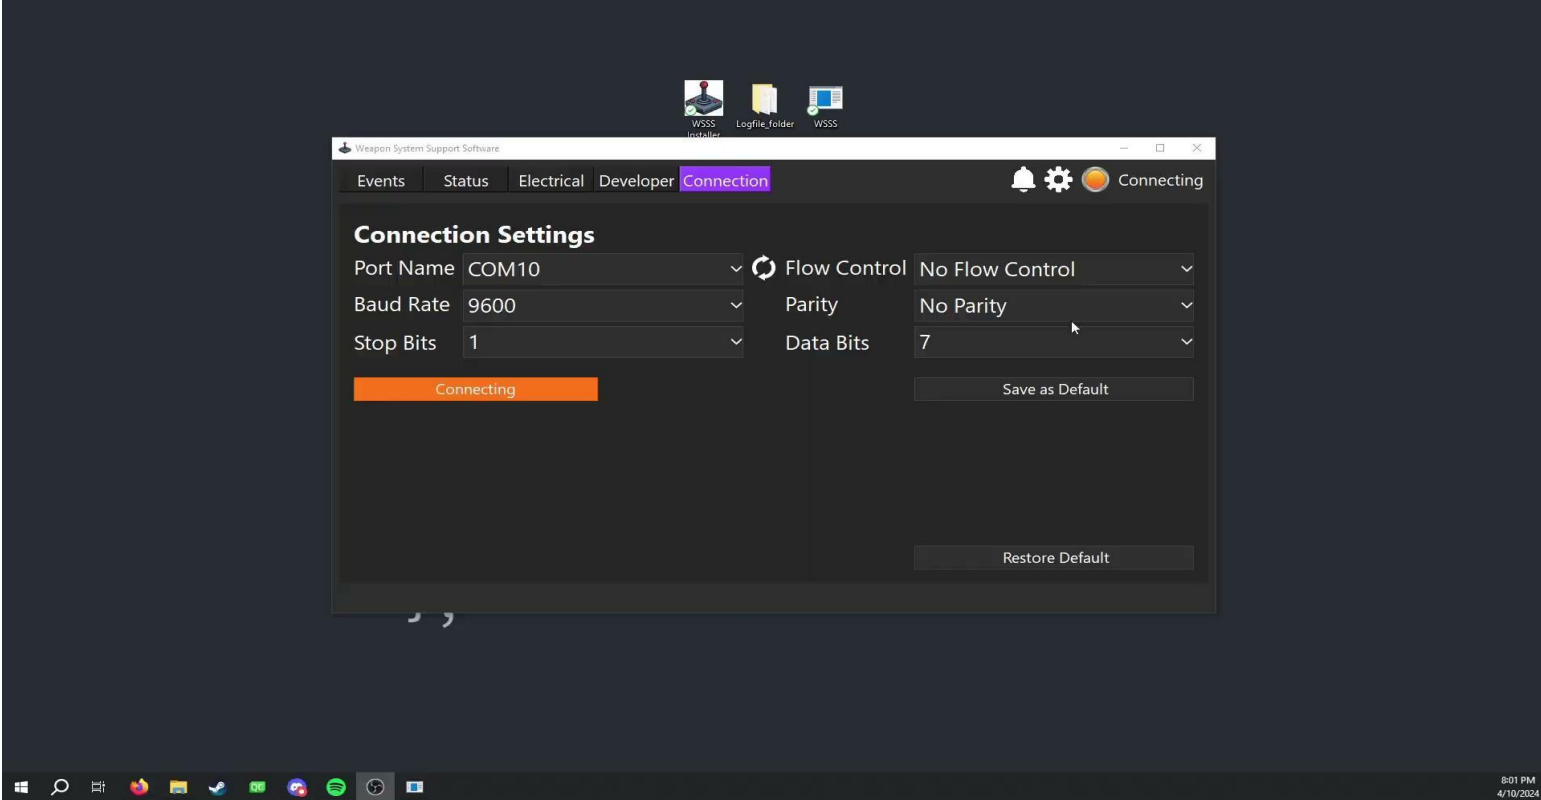 WSSS
Installer
Logfile_folder
WSSS
Weapon System Support Software
Events Status Electrical Developer Connection Connecting
Connection Settings
Port Name COM10 Flow Control No Flow Control
Baud Rate 9600 Parity No Parity
Stop Bits 1 Data Bits 7
Connecting Save as Default
Restore Default
QC
8:01 PM
4/10/2024